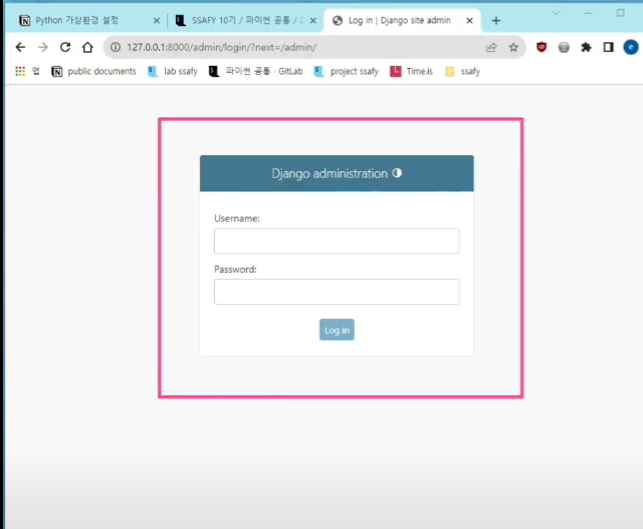 Python 가상환경 설정
SSAFY 10기 / 파이썬 공통 /
Log in | Django site admin
127.0.0.1:8000/admin/login/?next=/admin/
앱
public documents
lab ssafy
파이썬 공통 · GitLab
project ssafy
L
Time.is
ssafy
Django administration
Username:
Password:
Log in